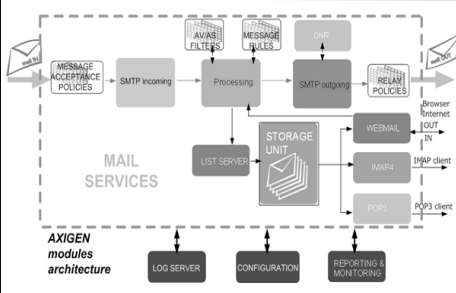 mail IN
AV/AS
FILTERS
MESSAGE
RULES
DNR
mail OUT
MESSAGE
ACCEPTANCE
POLICIES
SMTP incoming
Processing
SMTP outgoing
RELAY
POLICIES
Browser
Internet
OUT
IN
WEBMAIL
STORAGE
UNIT
LIST SERVER
MAIL
SERVICES
IMAP4
IMAP client
POP3
POP3 client
AXIGEN
modules
architecture
LOG SERVER
CONFIGURATION
REPORTING &
MONITORING